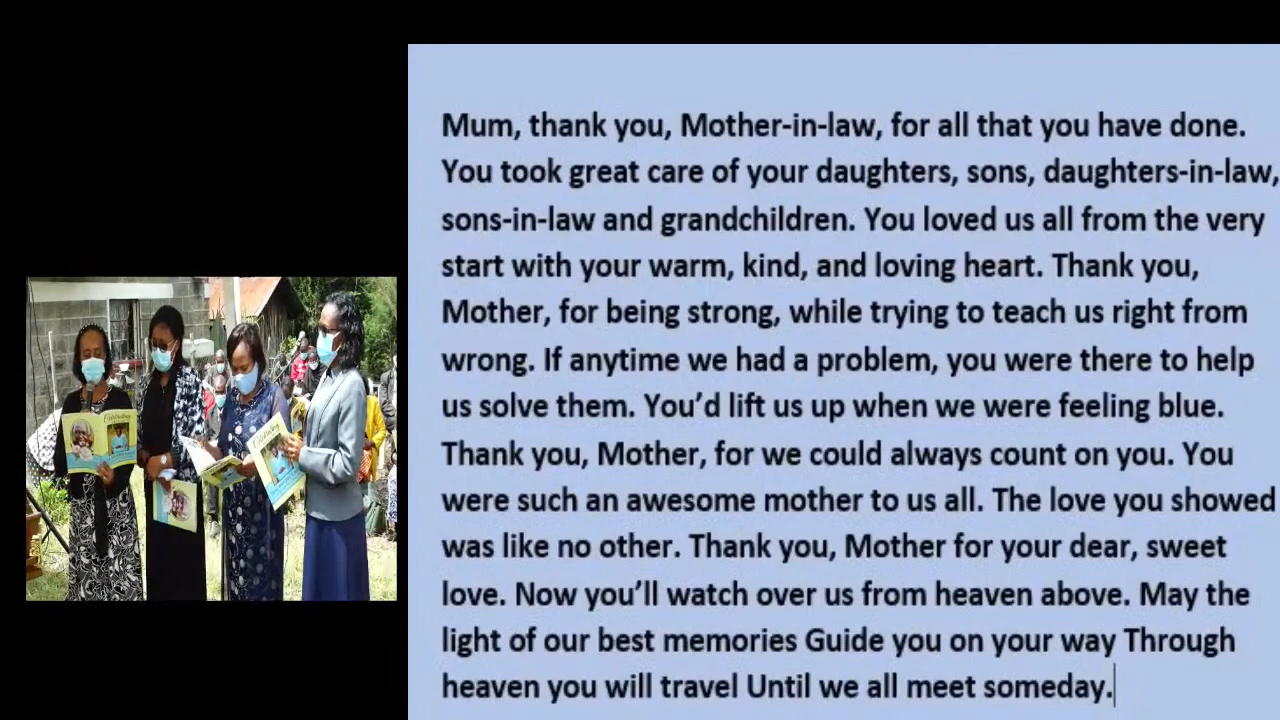 Mum, thank you, Mother-in-law, for all that you have done.
You took great care of your daughters, sons, daughters-in-law,
sons-in-law and grandchildren. You loved us all from the very
start with your warm, kind, and loving heart. Thank you,
Mother, for being strong, while trying to teach us right from
wrong. If anytime we had a problem, you were there to help
us solve them. You’d lift us up when we were feeling blue.
Thank you, Mother, for we could always count on you. You
were such an awesome mother to us all. The love you showed
was like no other. Thank you, Mother for your dear, sweet
love. Now you’ll watch over us from heaven above. May the
light of our best memories Guide you on your way Through
heaven you will travel Until we all meet someday.
Celebrating
Celebrating